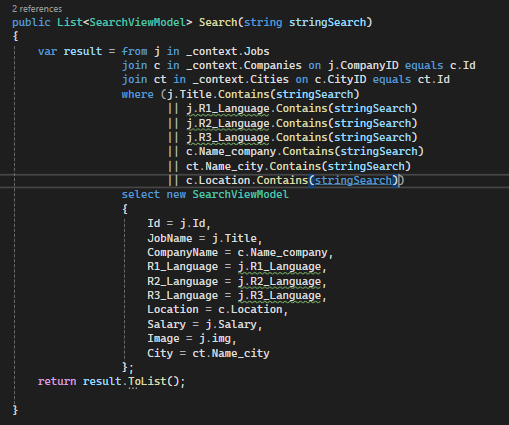 2 references
public List<SearchViewModel> Search(string stringSearch)
{
var result = from j in _context.Jobs
join c in _context.Companies on j.CompanyID equals c.Id
join ct in _context.Cities on c.CityID equals ct.Id
where (j.Title.Contains(stringSearch)
|| j.R1_Language.Contains(stringSearch)
|| j.R2_Language.Contains(stringSearch)
|| j.R3_Language.Contains(stringSearch)
|| c.Name_company.Contains(stringSearch)
|| ct.Name_city.Contains(stringSearch)
|| c.Location.Contains(stringSearch))
select new SearchViewModel
{
Id = j.Id,
JobName = j.Title,
CompanyName = c.Name_company,
R1_Language = j.R1_Language,
R2_Language = j.R2_Language,
R3_Language = j.R3_Language,
Location = c.Location,
Salary = j.Salary,
Image = j.img,
City = ct.Name_city
};
return result.ToList();
}